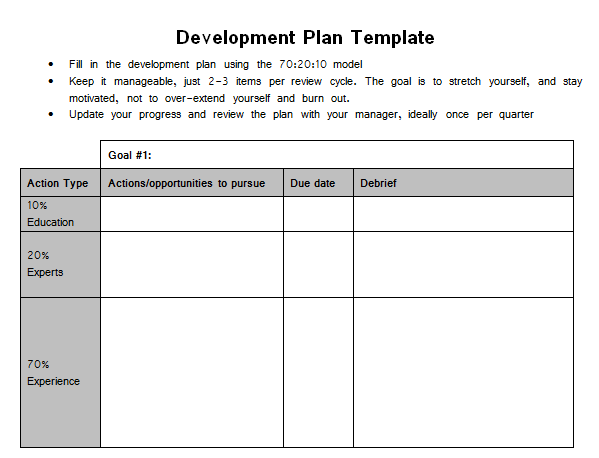 Development Plan Template
• Fill in the development plan using the 70:20:10 model
• Keep it manageable, just 2-3 items per review cycle. The goal is to stretch yourself, and stay
motivated, not to over-extend yourself and burn out.
• Update your progress and review the plan with your manager, ideally once per quarter
Goal #1:
Action Type Actions/opportunities to pursue Due date Debrief
10%
Education
20%
Experts
70%
Experience